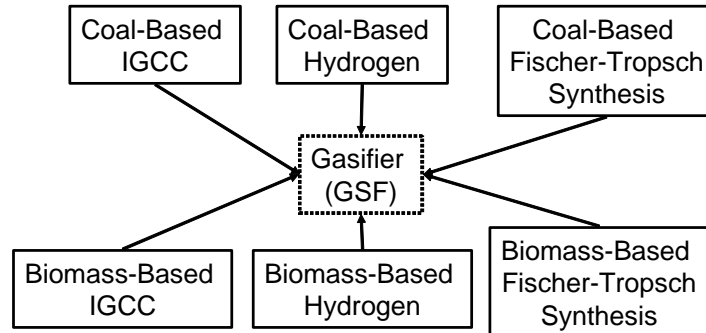 Coal-Based
IGCC
Coal-Based
Hydrogen
Coal-Based
Fischer-Tropsch
Synthesis
Gasifier
(GSF)
Biomass-Based
IGCC
Biomass-Based
Hydrogen
Biomass-Based
Fischer-Tropsch
Synthesis